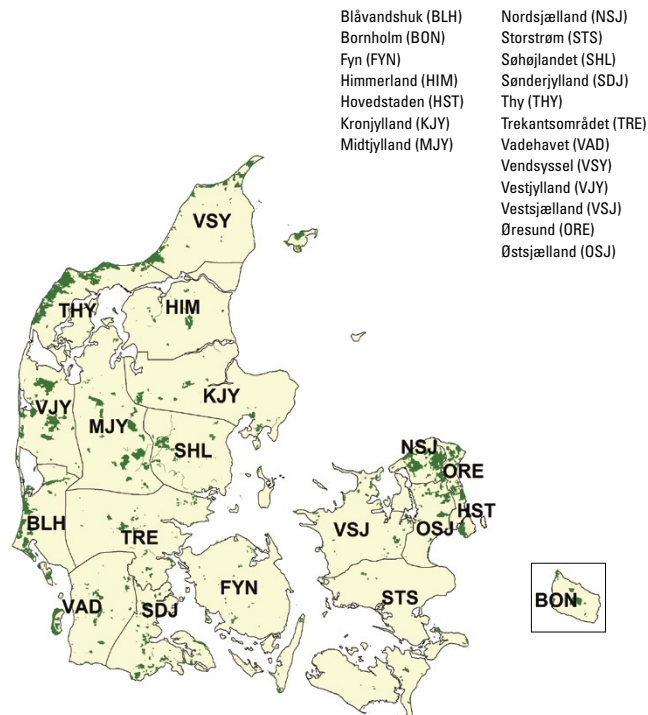 Blåvandshuk (BLH)
Bornholm (BON)
Fyn (FYN)
Himmerland (HIM)
Hovedstaden (HST)
Kronjylland (KJY)
Midtjylland (MJY)
Nordsjælland (NSJ)
Storstrøm (STS)
Søhøjlandet (SHL)
Sønderjylland (SDJ)
Thy (THY)
Trekantsområdet (TRE)
Vadehavet (VAD)
Vendsyssel (VSY)
Vestjylland (VJY)
Vestsjælland (VSJ)
Øresund (ORE)
Østsjælland (OSJ)
VSY
THY
HIM
KJY
VJY
MJY
SHL
NSJ
ORE
HST
BLH
TRE
VSJ
OSJ
VAD
SDJ
FYN
STS
BON